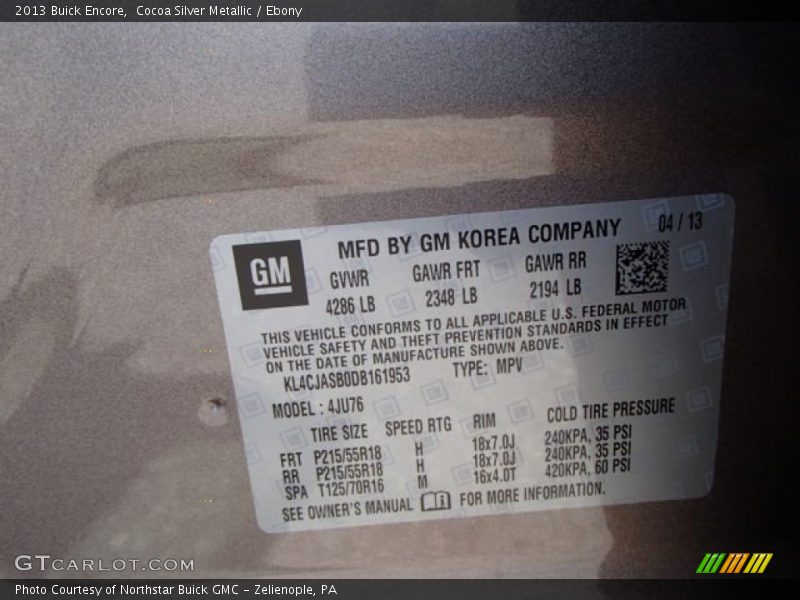 2013 Buick Encore, Cocoa Silver Metallic / Ebony
MFD BY GM KOREA COMPANY 04 / 13
GM
GVWR GAWR FRT GAWR RR
4286 LB 2348 LB 2194 LB
THIS VEHICLE CONFORMS TO ALL APPLICABLE U.S. FEDERAL MOTOR
VEHICLE SAFETY AND THEFT PREVENTION STANDARDS IN EFFECT
ON THE DATE OF MANUFACTURE SHOWN ABOVE.
KL4CJASB0DB161953 TYPE: MPV
MODEL : 4JU76
TIRE SIZE SPEED RTG RIM COLD TIRE PRESSURE
FRT P215/55R18 H 18x7.0J 240KPA, 35 PSI
RR P215/55R18 H 18x7.0J 240KPA, 35 PSI
SPA T125/70R16 M 16x4.0T 420KPA, 60 PSI
SEE OWNER'S MANUAL FOR MORE INFORMATION.
GTCARLOT.COM
Photo Courtesy of Northstar Buick GMC - Zelienople, PA